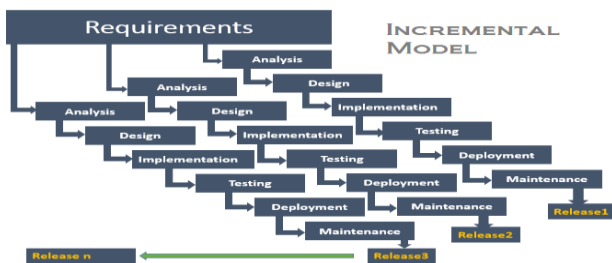 Requirements
INCREMENTAL
MODEL
Analysis
Design
Implementation
Testing
Deployment
Maintenance
Release1
Analysis
Design
Implementation
Testing
Deployment
Maintenance
Release2
Analysis
Design
Implementation
Testing
Deployment
Maintenance
Release3
Release n